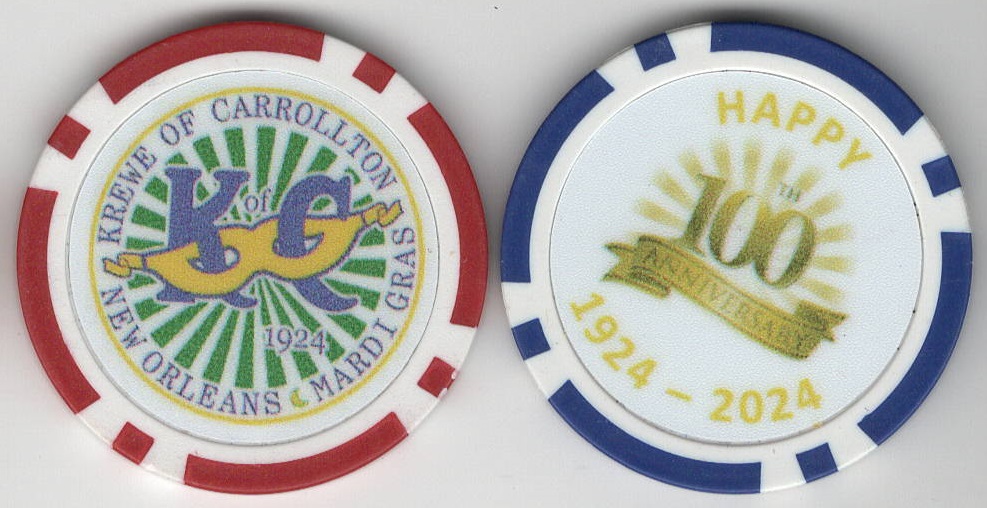 KREWE OF CARROLLTON
NEW ORLEANS MARDI GRAS
K of C
1924
HAPPY
100TH
ANNIVERSARY
1924 – 2024